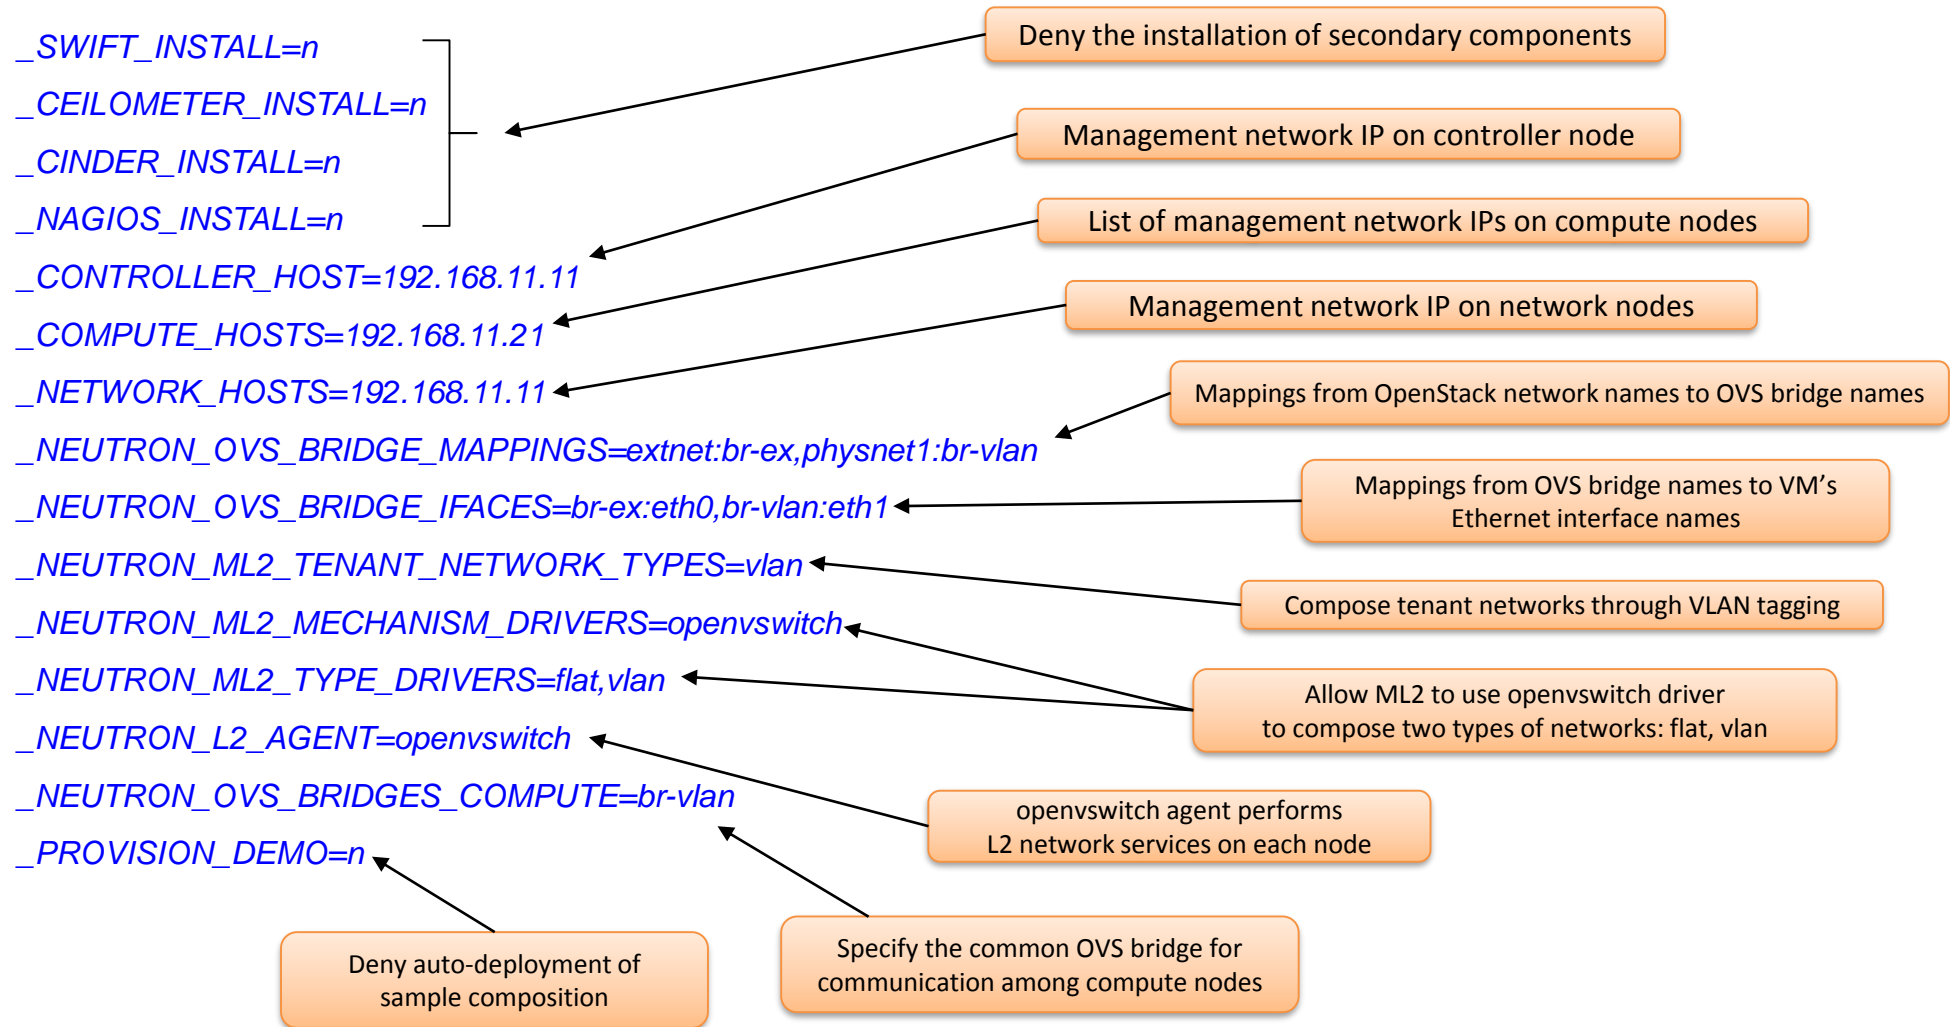 _SWIFT_INSTALL=n
_CEILOMETER_INSTALL=n
_CINDER_INSTALL=n
_NAGIOS_INSTALL=n
_CONTROLLER_HOST=192.168.11.11
_COMPUTE_HOSTS=192.168.11.21
_NETWORK_HOSTS=192.168.11.11
_NEUTRON_OVS_BRIDGE_MAPPINGS=extnet:br-ex,physnet1:br-vlan
_NEUTRON_OVS_BRIDGE_IFACES=br-ex:eth0,br-vlan:eth1
_NEUTRON_ML2_TENANT_NETWORK_TYPES=vlan
_NEUTRON_ML2_MECHANISM_DRIVERS=openvswitch
_NEUTRON_ML2_TYPE_DRIVERS=flat,vlan
_NEUTRON_L2_AGENT=openvswitch
_NEUTRON_OVS_BRIDGES_COMPUTE=br-vlan
_PROVISION_DEMO=n
Deny the installation of secondary components
Management network IP on controller node
List of management network IPs on compute nodes
Management network IP on network nodes
Mappings from OpenStack network names to OVS bridge names
Mappings from OVS bridge names to VM’s
Ethernet interface names
Compose tenant networks through VLAN tagging
Allow ML2 to use openvswitch driver
to compose two types of networks: flat, vlan
openvswitch agent performs
L2 network services on each node
Specify the common OVS bridge for
communication among compute nodes
Deny auto-deployment of
sample composition